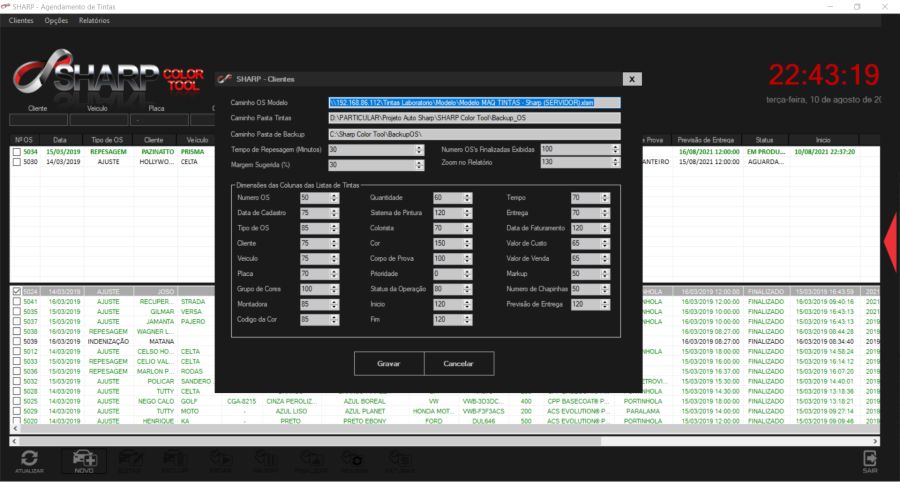 SHARP - Agendamento de Tintas
Clientes Opções Relatórios
SHARP COLOR TOOL
22:43:19
terça-feira, 10 de agosto de 20
Cliente Veiculo Placa
Nº OS Data Tipo de OS Cliente Veículo
e Prova Previsão de Entrega Status Inicio
5034 15/03/2019 REPESAGEM PAZINATTO PRISMA 16/08/2021 12:00:00 EM PRODU... 10/08/2021 22:37:20
5030 14/03/2019 AJUSTE HOLLYWO... CELTA ANTEIRO 15/08/2021 12:00:00 AGUARDA...
SHARP - Clientes
X
Caminho OS Modelo \\192.168.86.112\Tintas Laboratorio\Modelo\Modelo MAQ TINTAS - Sharp (SERVIDOR).xlsm
Caminho Pasta Tintas D:\PARTICULAR\Projeto Auto Sharp\SHARP Color Tool\Backup_OS
Caminho Pasta de Backup C:\Sharp Color Tool\BackupOS\
Tempo de Repesagem (Minutos) 30 Numero OS's Finalizadas Exibidas 100
Margem Sugerida (%) 30 Zoom no Relatório 130
Dimensões das Colunas das Listas de Tintas
Numero OS 50 Quantidade 60 Tempo 70
Data de Cadastro 75 Sistema de Pintura 120 Entrega 70
Tipo de OS 85 Colorista 70 Data de Faturamento 120
Cliente 75 Cor 150 Valor de Custo 65
Veiculo 75 Corpo de Prova 100 Valor de Venda 65
Placa 70 Prioridade 0 Markup 50
Grupo de Cores 100 Status da Operação 80 Numero de Chapinhas 50
Montadora 85 Inicio 120 Previsão de Entrega 120
Codigo da Cor 85 Fim 120
Gravar Cancelar
5024 14/03/2019 AJUSTE JOSO NHOLA 16/03/2019 12:00:00 FINALIZADO 15/03/2019 16:43:59 2021
5041 16/03/2019 AJUSTE RECUPER... STRADA NHOLA 16/03/2019 09:00:00 FINALIZADO 16/03/2019 09:40:16 2021
5035 15/03/2019 AJUSTE GILMAR VERSA 16/03/2019 10:00:00 FINALIZADO 15/03/2019 16:43:13 2021
5037 15/03/2019 AJUSTE JAMANTA PAJERO NHOLA 16/03/2019 10:00:00 FINALIZADO 15/03/2019 16:43:13 2019
5038 16/03/2019 REPESAGEM WAGNER L... 16/03/2019 08:27:00 FINALIZADO 16/03/2019 08:44:28 2019
5039 16/03/2019 INDENIZAÇÃO MATANA 16/03/2019 08:27:00 FINALIZADO 16/03/2019 08:34:40 2019
5012 14/03/2019 AJUSTE CELSO HO... CELTA NHOLA 15/03/2019 18:00:00 FINALIZADO 15/03/2019 14:58:24 2019
5033 15/03/2019 REPESAGEM CELIO VAL... CELTA 15/03/2019 16:00:00 FINALIZADO 15/03/2019 16:14:12 2019
5036 15/03/2019 REPESAGEM MARLON P... RODAS 15/03/2019 16:37:00 FINALIZADO 15/03/2019 16:07:20 2019
5032 15/03/2019 AJUSTE POLICAR SANDERO... ETROVI... 15/03/2019 15:30:00 FINALIZADO 15/03/2019 14:40:01 2019
5028 14/03/2019 AJUSTE TUTTY CELTA NHOLA 15/03/2019 14:30:00 FINALIZADO 15/03/2019 13:18:36 2019
5025 14/03/2019 AJUSTE NEGO CALO GOLF CGA-8215 CINZA PEROLIZ... AZUL BOREAL VW VWB-3D3DC... 400 CPP BASECOAT® P... PORTINHOLA 15/03/2019 18:00:00 FINALIZADO 15/03/2019 13:18:21 2019
5029 14/03/2019 AJUSTE TUTTY MOTO - AZUL LISO AZUL PLANET HONDA MOT... VWB-F3F3ACS 200 ACS EVOLUTION® P... PARALAMA 15/03/2019 14:00:00 FINALIZADO 15/03/2019 09:27:14 2019
5020 14/03/2019 AJUSTE HENRIQUE KA - PRETO PRETO EBONY FORD DUL646 500 ACS EVOLUTION® P... PORTINHOLA 15/03/2019 12:00:00 FINALIZADO 15/03/2019 09:09:46 2019
ATUALIZAR NOVO SAIR